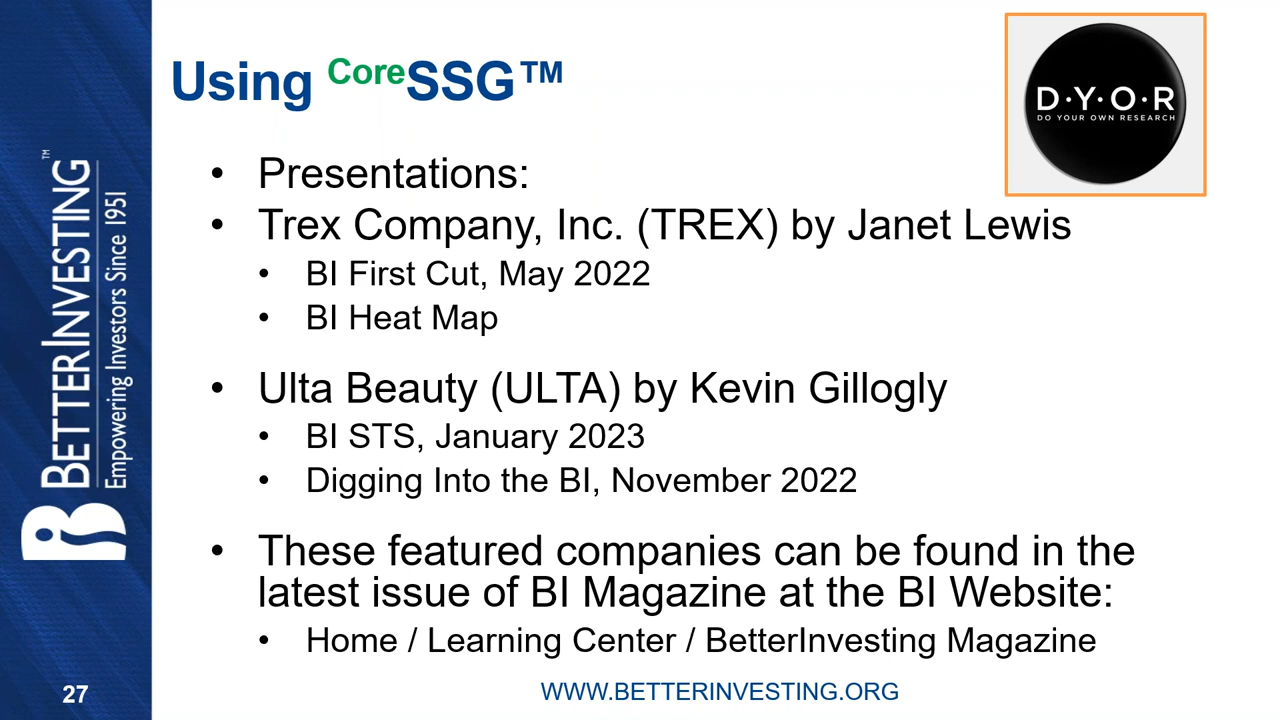 Using CoreSSG™
D·Y·O·R
DO YOUR OWN RESEARCH
• Presentations:
• Trex Company, Inc. (TREX) by Janet Lewis
• BI First Cut, May 2022
• BI Heat Map
• Ulta Beauty (ULTA) by Kevin Gillogly
• BI STS, January 2023
• Digging Into the BI, November 2022
• These featured companies can be found in the
latest issue of BI Magazine at the BI Website:
• Home / Learning Center / BetterInvesting Magazine
BETTERINVESTING™
Empowering Investors Since 1951
27
WWW.BETTERINVESTING.ORG